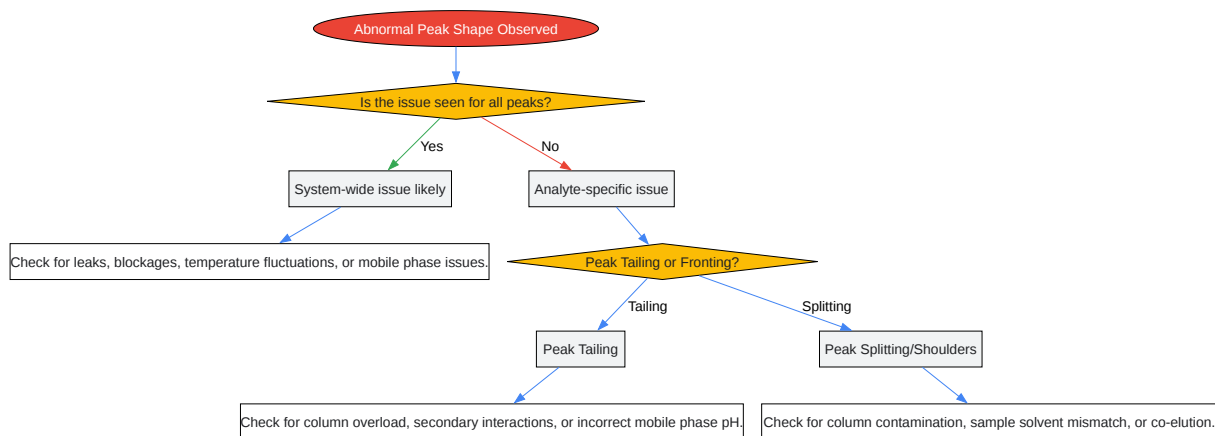 Abnormal Peak Shape Observed
Is the issue seen for all peaks?
Yes
No
System-wide issue likely
Analyte-specific issue
Check for leaks, blockages, temperature fluctuations, or mobile phase issues.
Peak Tailing or Fronting?
Tailing
Splitting
Peak Tailing
Peak Splitting/Shoulders
Check for column overload, secondary interactions, or incorrect mobile phase pH.
Check for column contamination, sample solvent mismatch, or co-elution.